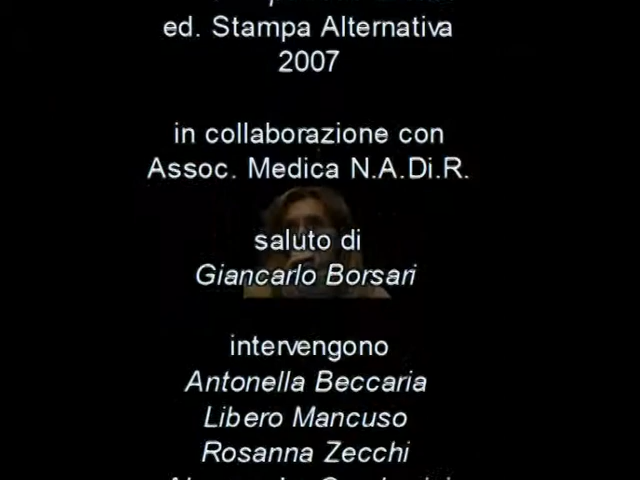 ed. Stampa Alternativa
2007
in collaborazione con
Assoc. Medica N.A.Di.R.
saluto di
Giancarlo Borsari
intervengono
Antonella Beccaria
Libero Mancuso
Rosanna Zecchi